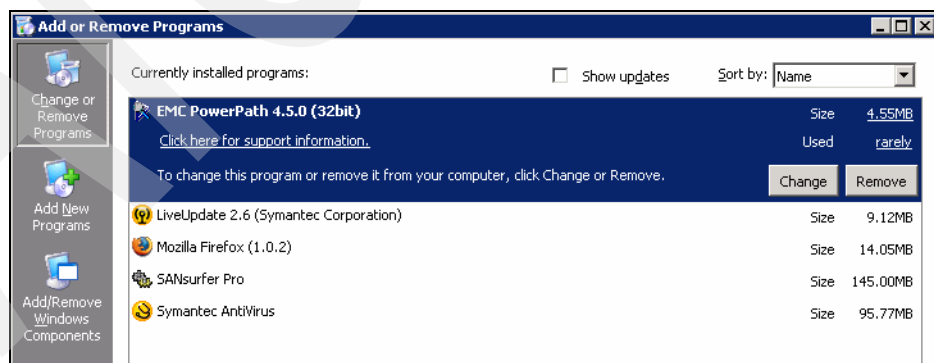 Add or Remove Programs
Change or
Remove
Programs
Add New
Programs
Add/Remove
Windows
Components
Currently installed programs:
Show updates
Sort by: Name
EMC PowerPath 4.5.0 (32bit) Size 4.55MB
Click here for support information. Used rarely
To change this program or remove it from your computer, click Change or Remove. Change Remove
LiveUpdate 2.6 (Symantec Corporation) Size 9.12MB
Mozilla Firefox (1.0.2) Size 14.05MB
SANsurfer Pro Size 145.00MB
Symantec AntiVirus Size 95.77MB